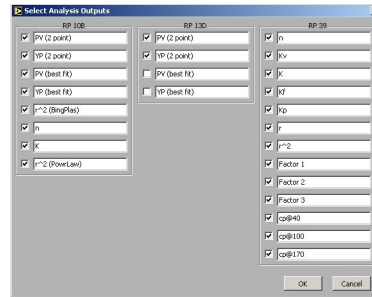 Select Analysis Outputs
RP 10B
PV (2 point)
YP (2 point)
PV (best fit)
YP (best fit)
r^2 (BingPlas)
n
K
r^2 (PowrLaw)
RP 13D
PV (2 point)
YP (2 point)
PV (best fit)
YP (best fit)
RP 39
n
Kv
K
Kf
Kp
r
r^2
Factor 1
Factor 2
Factor 3
cp@40
cp@100
cp@170
OK
Cancel